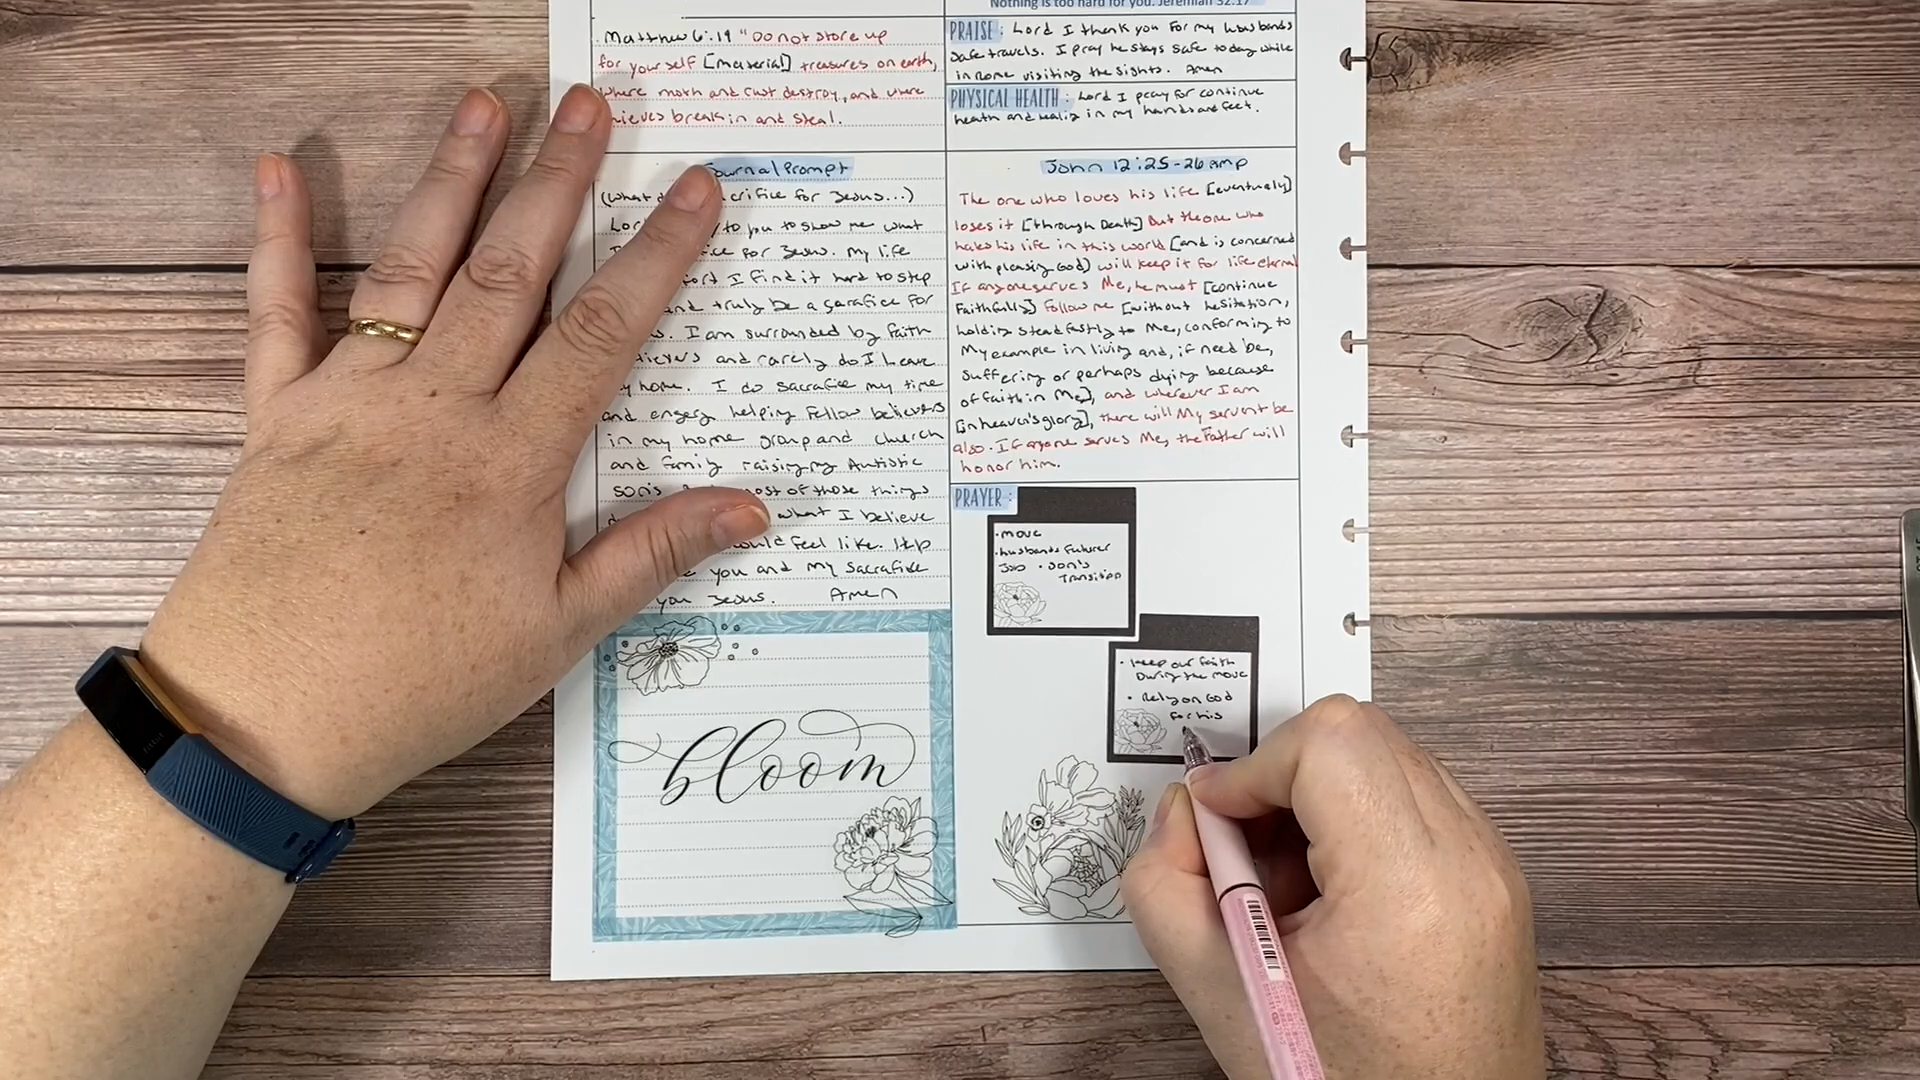 Nothing is too hard for you. Jeremiah 32:17
Matthew 6:19 "Do not store up
for yourself [material] treasures on earth,
where moth and rust destroy, and where
hieves break in and steal.
PRAISE: Lord I thank you for my husbands
safe travels. I pray he stays safe today while
in Rome visiting the sights. Amen
PHYSICAL HEALTH: Lord I pray for continue
health and in my hands and feet.
Journal Prompt
(what crifice for Jesus...)
Lor to you to show me what
fice for Jesus. My life
ord I find it hard to step
nd truly be a sarafice for
I am surrounded by faith
lievers and rarely do I leave
y home. I do sacrafice my time
and engery helping fellow believers
in my home group and church
and family raising my Autistic
son's most of those things
what I believe
ould feel like. Help
you and my sacrafice
you Jesus. Amen
bloom
John 12:25-26 amp
The one who loves his life [eventually]
loses it [through Death] But the one who
hates his life in this world [and is concerned
with pleasing God] will keep it for life eternal
If anyone serves Me, he must [continue
Faithfully] follow me [without hesitation,
holding steadfastly to Me, conforming to
My example in living and, if need be,
suffering or perhaps dying because
of faith in Me], and wherever I am
[in heaven's glory], there will My servant be
also. If anyone serves Me, the Father will
honor him.
PRAYER:
• move
• husbands futurer
Job • son's
Transition
• keep our faith
During the move
• Rely on God
for his